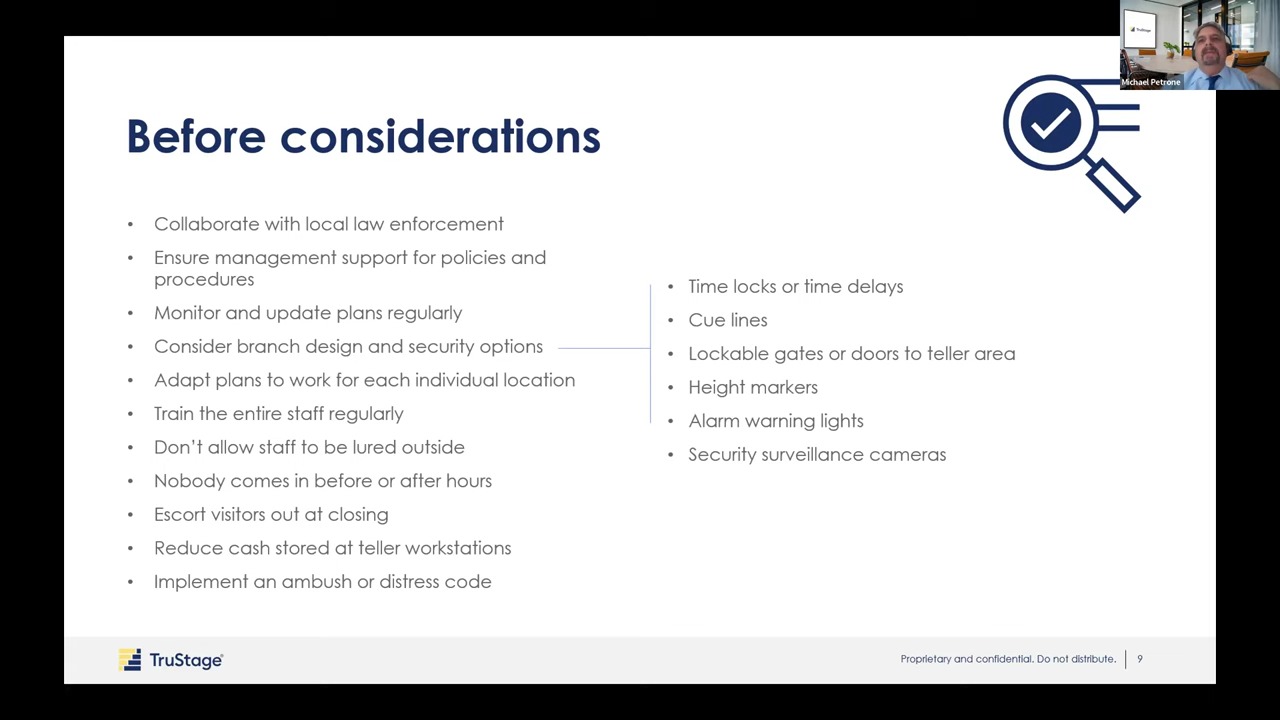 TruStage
Michael Petrone
Before considerations
• Collaborate with local law enforcement
• Ensure management support for policies and
procedures
• Monitor and update plans regularly
• Consider branch design and security options
• Adapt plans to work for each individual location
• Train the entire staff regularly
• Don’t allow staff to be lured outside
• Nobody comes in before or after hours
• Escort visitors out at closing
• Reduce cash stored at teller workstations
• Implement an ambush or distress code
• Time locks or time delays
• Cue lines
• Lockable gates or doors to teller area
• Height markers
• Alarm warning lights
• Security surveillance cameras
TruStage
Proprietary and confidential. Do not distribute.
9